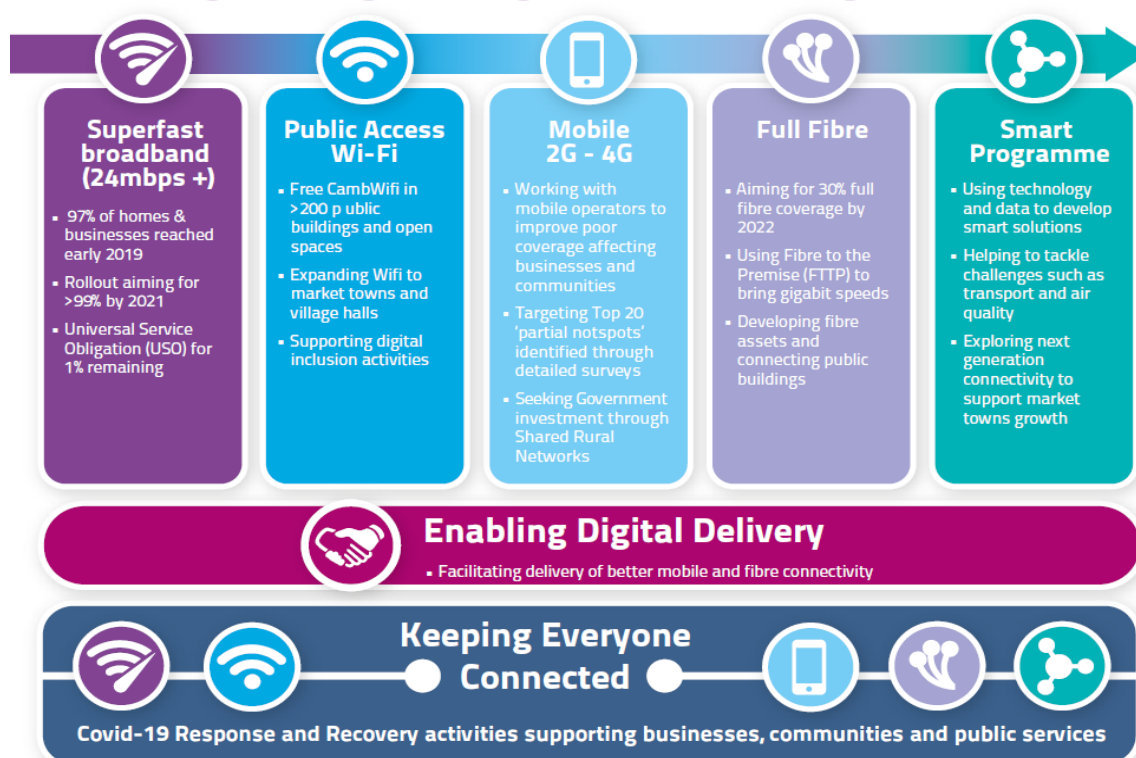 Superfast
broadband
(24mbps +)
▪ 97% of homes &
businesses reached
early 2019
▪ Rollout aiming for
>99% by 2021
▪ Universal Service
Obligation (USO) for
1% remaining
Public Access
Wi-Fi
▪ Free CambWifi in
>200 p ublic
buildings and open
spaces
▪ Expanding Wifi to
market towns and
village halls
▪ Supporting digital
inclusion activities
Mobile
2G - 4G
▪ Working with
mobile operators to
improve poor
coverage affecting
businesses and
communities
▪ Targeting Top 20
‘partial notspots’
identified through
detailed surveys
▪ Seeking Government
investment through
Shared Rural
Networks
Full Fibre
▪ Aiming for 30% full
fibre coverage by
2022
▪ Using Fibre to the
Premise (FTTP) to
bring gigabit speeds
▪ Developing fibre
assets and
connecting public
buildings
Smart
Programme
▪ Using technology
and data to develop
smart solutions
▪ Helping to tackle
challenges such as
transport and air
quality
▪ Exploring next
generation
connectivity to
support market
towns growth
Enabling Digital Delivery
▪ Facilitating delivery of better mobile and fibre connectivity
Keeping Everyone
Connected
Covid-19 Response and Recovery activities supporting businesses, communities and public services